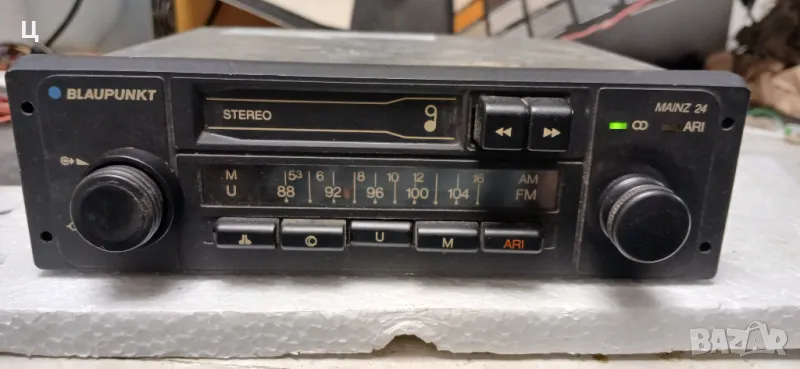 Ц
BLAUPUNKT
STEREO
MAINZ 24
ARI
M 5³ 6 8 10 12 16 AM
U 88 92 96 100 104 FM
© U M ARI
BAZAR